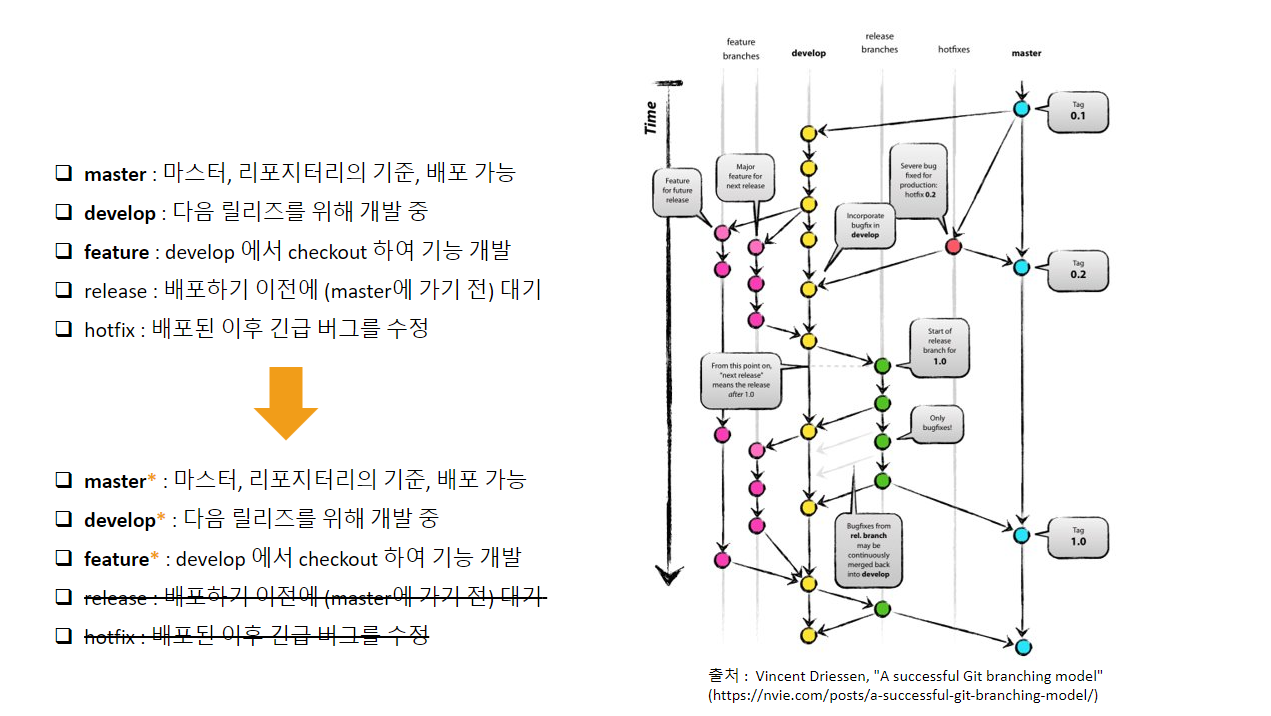 master : 마스터, 리포지터리의 기준, 배포 가능
develop : 다음 릴리즈를 위해 개발 중
feature : develop 에서 checkout 하여 기능 개발
release : 배포하기 이전에 (master에 가기 전) 대기
hotfix : 배포된 이후 긴급 버그를 수정
master* : 마스터, 리포지터리의 기준, 배포 가능
develop* : 다음 릴리즈를 위해 개발 중
feature* : develop 에서 checkout 하여 기능 개발
release : 배포하기 이전에 (master에 가기 전) 대기
hotfix : 배포된 이후 긴급 버그를 수정
feature
branches
develop
release
branches
hotfixes
master
Time
Tag
0.1
Feature
for future
release
Major
feature for
next release
Severe bug
fixed for
production:
hotfix 0.2
Incorporate
bugfix in
develop
Tag
0.2
Start of
release
branch for
1.0
From this point on,
"next release"
means the release
after 1.0
Only
bugfixes!
Bugfixes from
rel. branch
may be
continuously
merged back
into develop
Tag
1.0
출처 : Vincent Driessen, "A successful Git branching model"
(https://nvie.com/posts/a-successful-git-branching-model/)